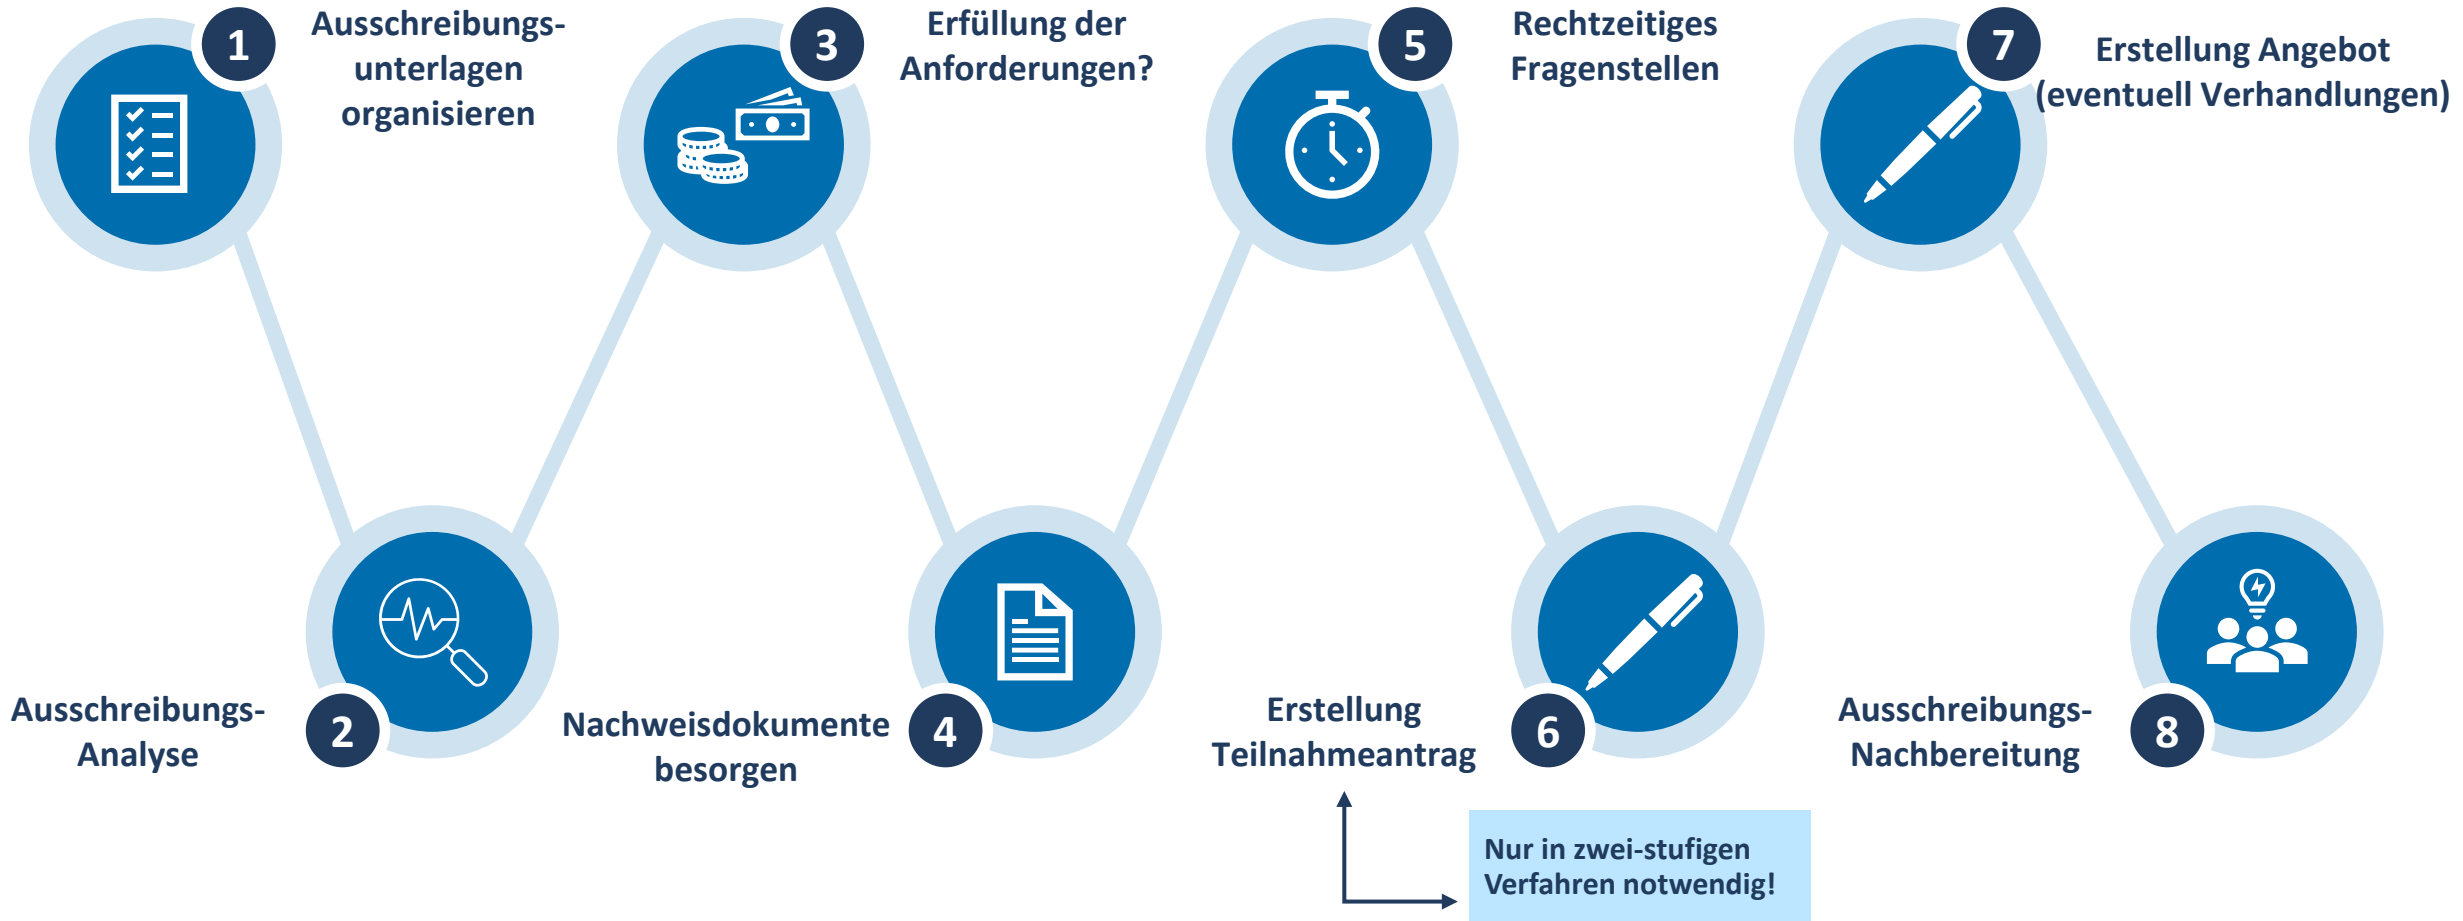 1
Ausschreibungs-
unterlagen
organisieren
2
Ausschreibungs-
Analyse
3
Erfüllung der
Anforderungen?
4
Nachweisdokumente
besorgen
5
Rechtzeitiges
Fragenstellen
6
Erstellung
Teilnahmeantrag
Nur in zwei-stufigen
Verfahren notwendig!
7
Erstellung Angebot
(eventuell Verhandlungen)
8
Ausschreibungs-
Nachbereitung